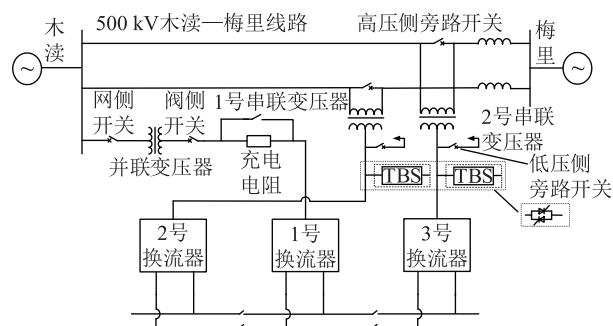 500 kV木渎—梅里线路
高压侧旁路开关
木
渎
梅
里
网侧
开关
阀侧
开关
1号串联变压器
2号串联
变压器
并联变压器
充电
电阻
低压侧
旁路开关
TBS
TBS
2号
换流器
1号
换流器
3号
换流器